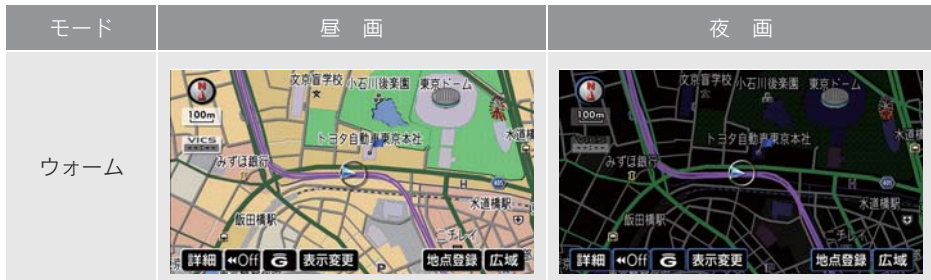 モード
昼 画
夜 画
ウォーム
文京盲学校 小石川後楽園 東京ドーム
100m
VICS
トヨタ自動車東京本社
水道橋
みずほ銀行
H
405
水道橋駅
飯田橋駅
ニチレイ
P
詳細 ◂◂Off G 表示変更 地点登録 広域
文京盲学校 小石川後楽園 東京ドーム
100m
トヨタ自動車東京本社
水道橋
みずほ銀行
H
405
水道橋駅
飯田橋駅
ニチレイ
詳細 ◂◂Off G 表示変更 地点登録 広域